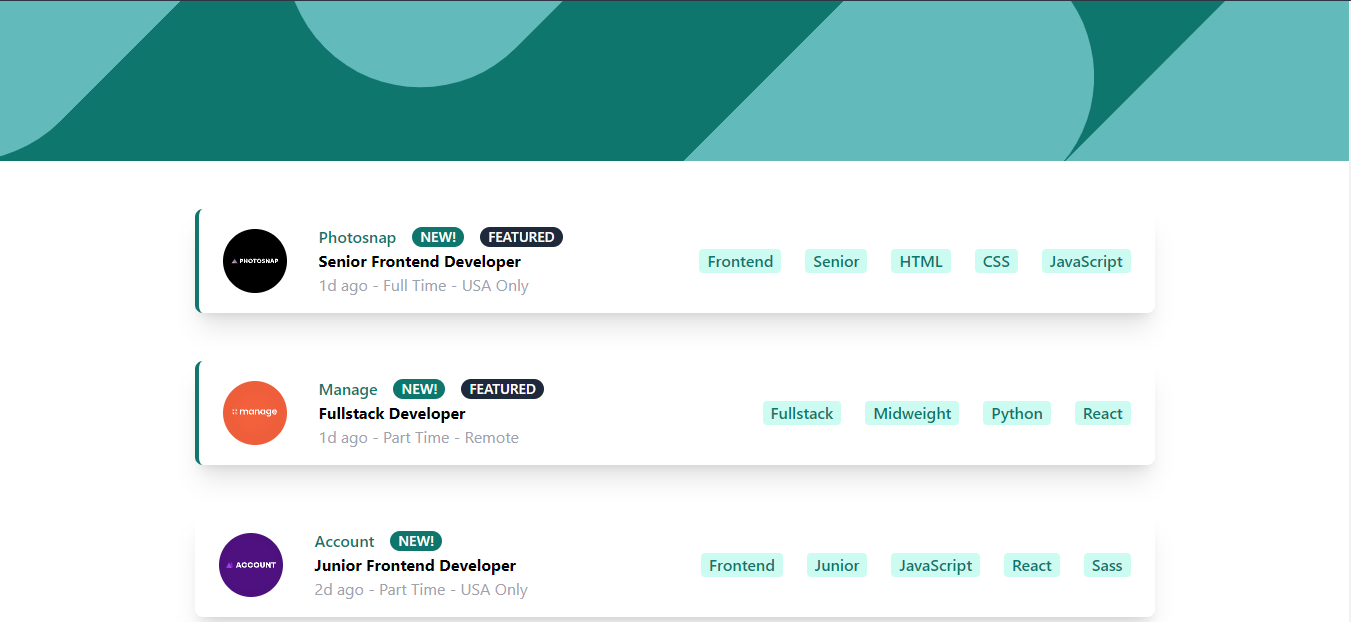 PHOTOSNAP
Photosnap NEW! FEATURED
Senior Frontend Developer
1d ago - Full Time - USA Only
Frontend Senior HTML CSS JavaScript
manage
Manage NEW! FEATURED
Fullstack Developer
1d ago - Part Time - Remote
Fullstack Midweight Python React
ACCOUNT
Account NEW!
Junior Frontend Developer
2d ago - Part Time - USA Only
Frontend Junior JavaScript React Sass